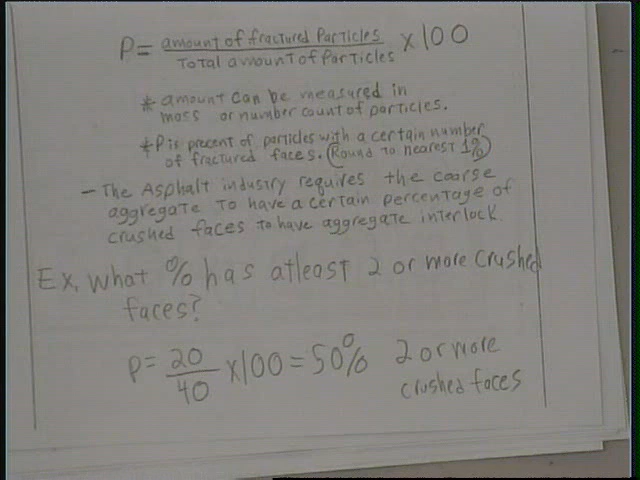 P = amount of fractured Particles / Total amount of Particles x 100
* amount can be measured in
mass or number count of particles.
* P is precent of particles with a certain number
of fractured faces. (Round to nearest 1%)
- The Asphalt industry requires the coarse
aggregate to have a certain percentage of
crushed faces to have aggregate interlock.
Ex, what % has atleast 2 or more crushed
faces?
P = 20 / 40 x 100 = 50% 2 or more
crushed faces